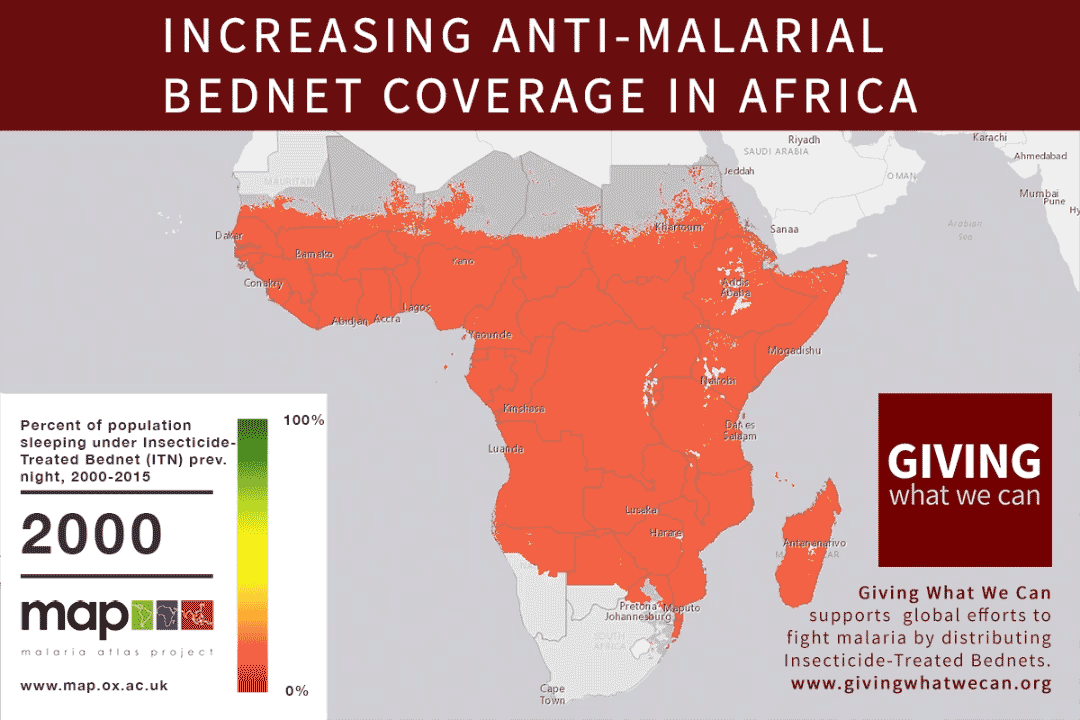 INCREASING ANTI-MALARIAL
BEDNET COVERAGE IN AFRICA
Riyadh
SAUDI ARABIA
Karachi
Ahmedabad
Jeddah
OMAN
MAURITANI
Mumbai
Pune
Hy
Dakar
Khartoum
Sanaa
Arabian
Sea
Bamako
Kano
Conakry
Addis
Ababa
Abidjan
Accra
Lagos
Yaounde
Mogadishu
Nairobi
Kinshasa
Dar es
Salaam
Luanda
Lusaka
Harare
Antananarivo
Pretoria
Maputo
Johannesburg
SOUTH
AFRICA
Cape
Town
Percent of population
sleeping under Insecticide-
Treated Bednet (ITN) prev.
night, 2000-2015
2000
map
malaria atlas project
www.map.ox.ac.uk
100%
0%
GIVING
what we can
Giving What We Can
supports global efforts to
fight malaria by distributing
Insecticide-Treated Bednets.
www.givingwhatwecan.org